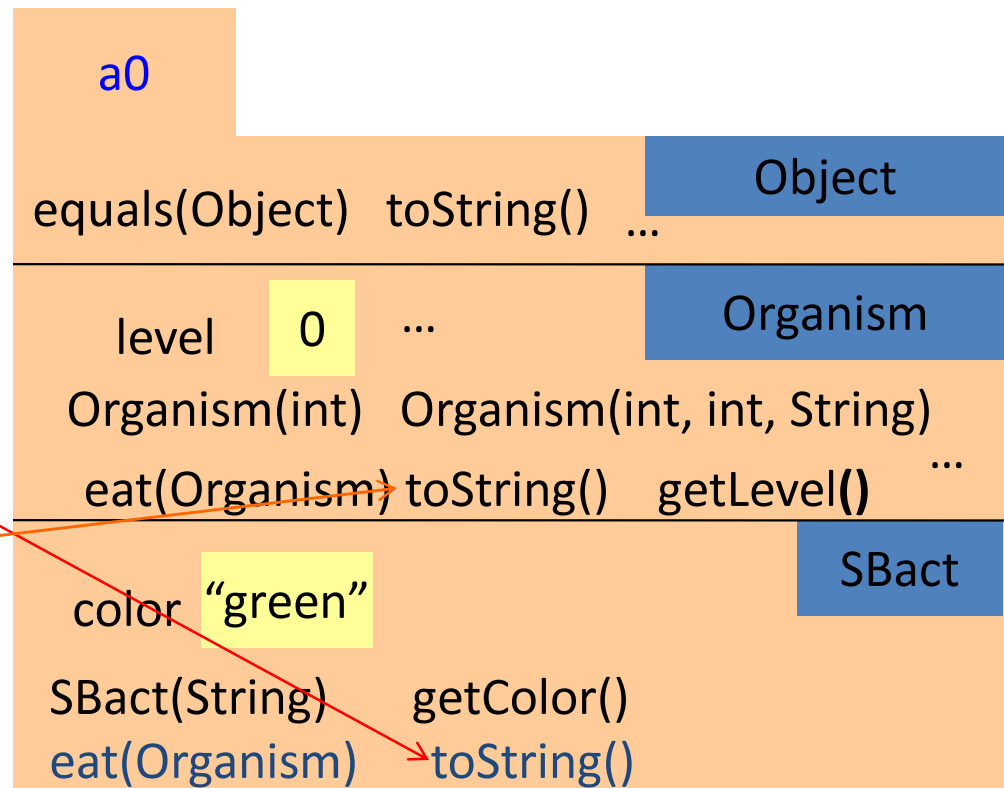 a0
Object
equals(Object) toString() …
Organism
level 0 …
Organism(int) Organism(int, int, String)
eat(Organism) toString() getLevel() …
SBact
color “green”
SBact(String) getColor()
eat(Organism) toString()